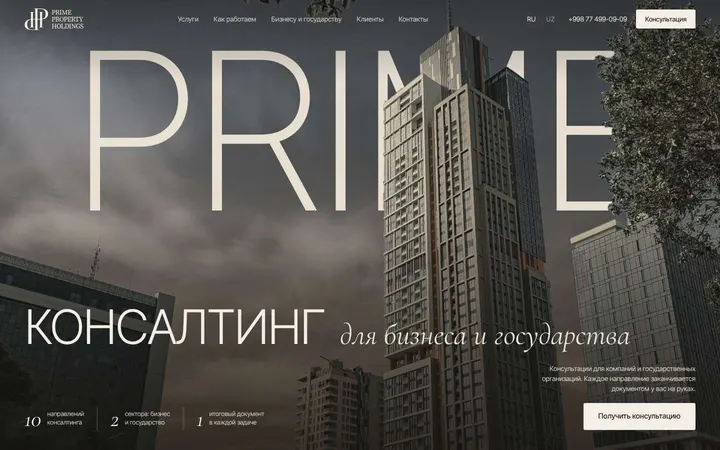 PRIME
PROPERTY
HOLDINGS
Услуги Как работаем Бизнесу и государству Клиенты Контакты
RU UZ +998 77 499-09-09 Консультация
PRIME
КОНСАЛТИНГ для бизнеса и государства
Консультации для компаний и государственных
организаций. Каждое направление заканчивается
документом у вас на руках.
Получить консультацию
10 направлений
консалтинга
2 сектора: бизнес
и государство
1 итоговый документ
в каждой задаче